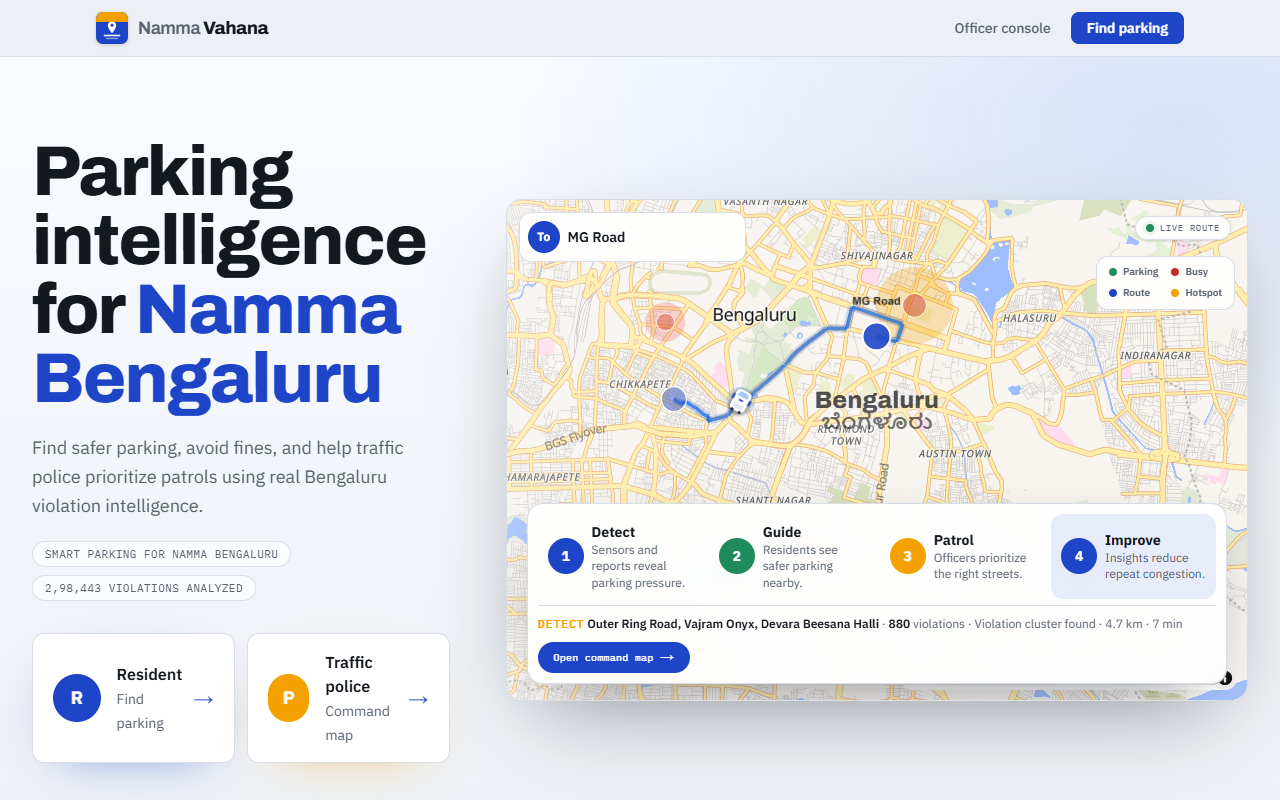 Namma Vahana
Officer console
Find parking
Parking
intelligence
for Namma
Bengaluru
Find safer parking, avoid fines, and help traffic
police prioritize patrols using real Bengaluru
violation intelligence.
SMART PARKING FOR NAMMA BENGALURU
2,98,443 VIOLATIONS ANALYZED
R
Resident
Find
parking
→
P
Traffic
police
Command
map
→
VASANTH NAGAR
To
MG Road
LIVE ROUTE
SHIVAJINAGAR
Parking
Busy
Route
Hotspot
MG Road
Bengaluru
HALASURU
INDIRANAGAR
CHIKKAPETE
Bengaluru
ಬೆಂಗಳೂರು
RICHMOND
TOWN
BGS Flyover
AUSTIN TOWN
HAMARAJAPETE
SHANTI NAGAR
ur Road
1
Detect
Sensors and
reports reveal
parking pressure.
2
Guide
Residents see
safer parking
nearby.
3
Patrol
Officers prioritize
the right streets.
4
Improve
Insights reduce
repeat congestion.
DETECT Outer Ring Road, Vajram Onyx, Devara Beesana Halli · 880 violations · Violation cluster found · 4.7 km · 7 min
Open command map →